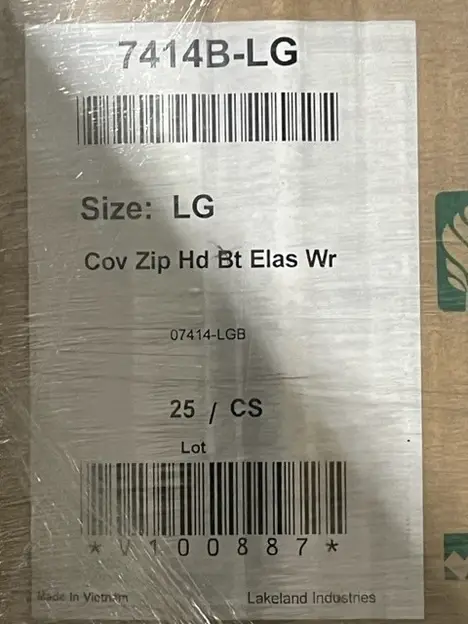 7414B-LG
Size: LG
Cov Zip Hd Bt Elas Wr
07414-LGB
25 / CS
Lot
*V100887*
Made In Vietnam
Lakeland Industries